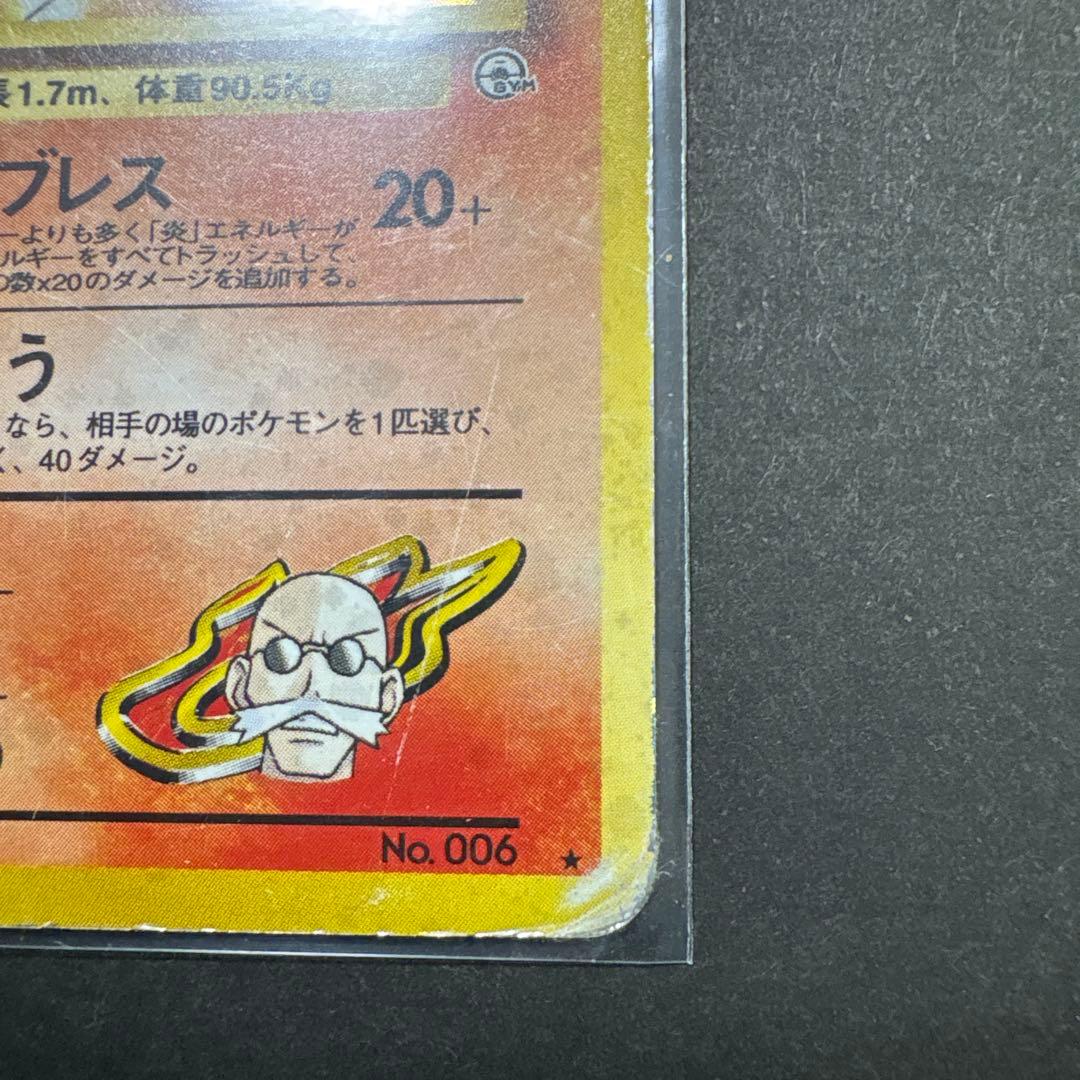 長1.7m、体重90.5Kg
GYM
ブレス
20+
ーよりも多く「炎」エネルギーが
ルギーをすべてトラッシュして、
の数x20のダメージを追加する。
う
なら、相手の場のポケモンを1匹選び、
く、40ダメージ。
No. 006 ★